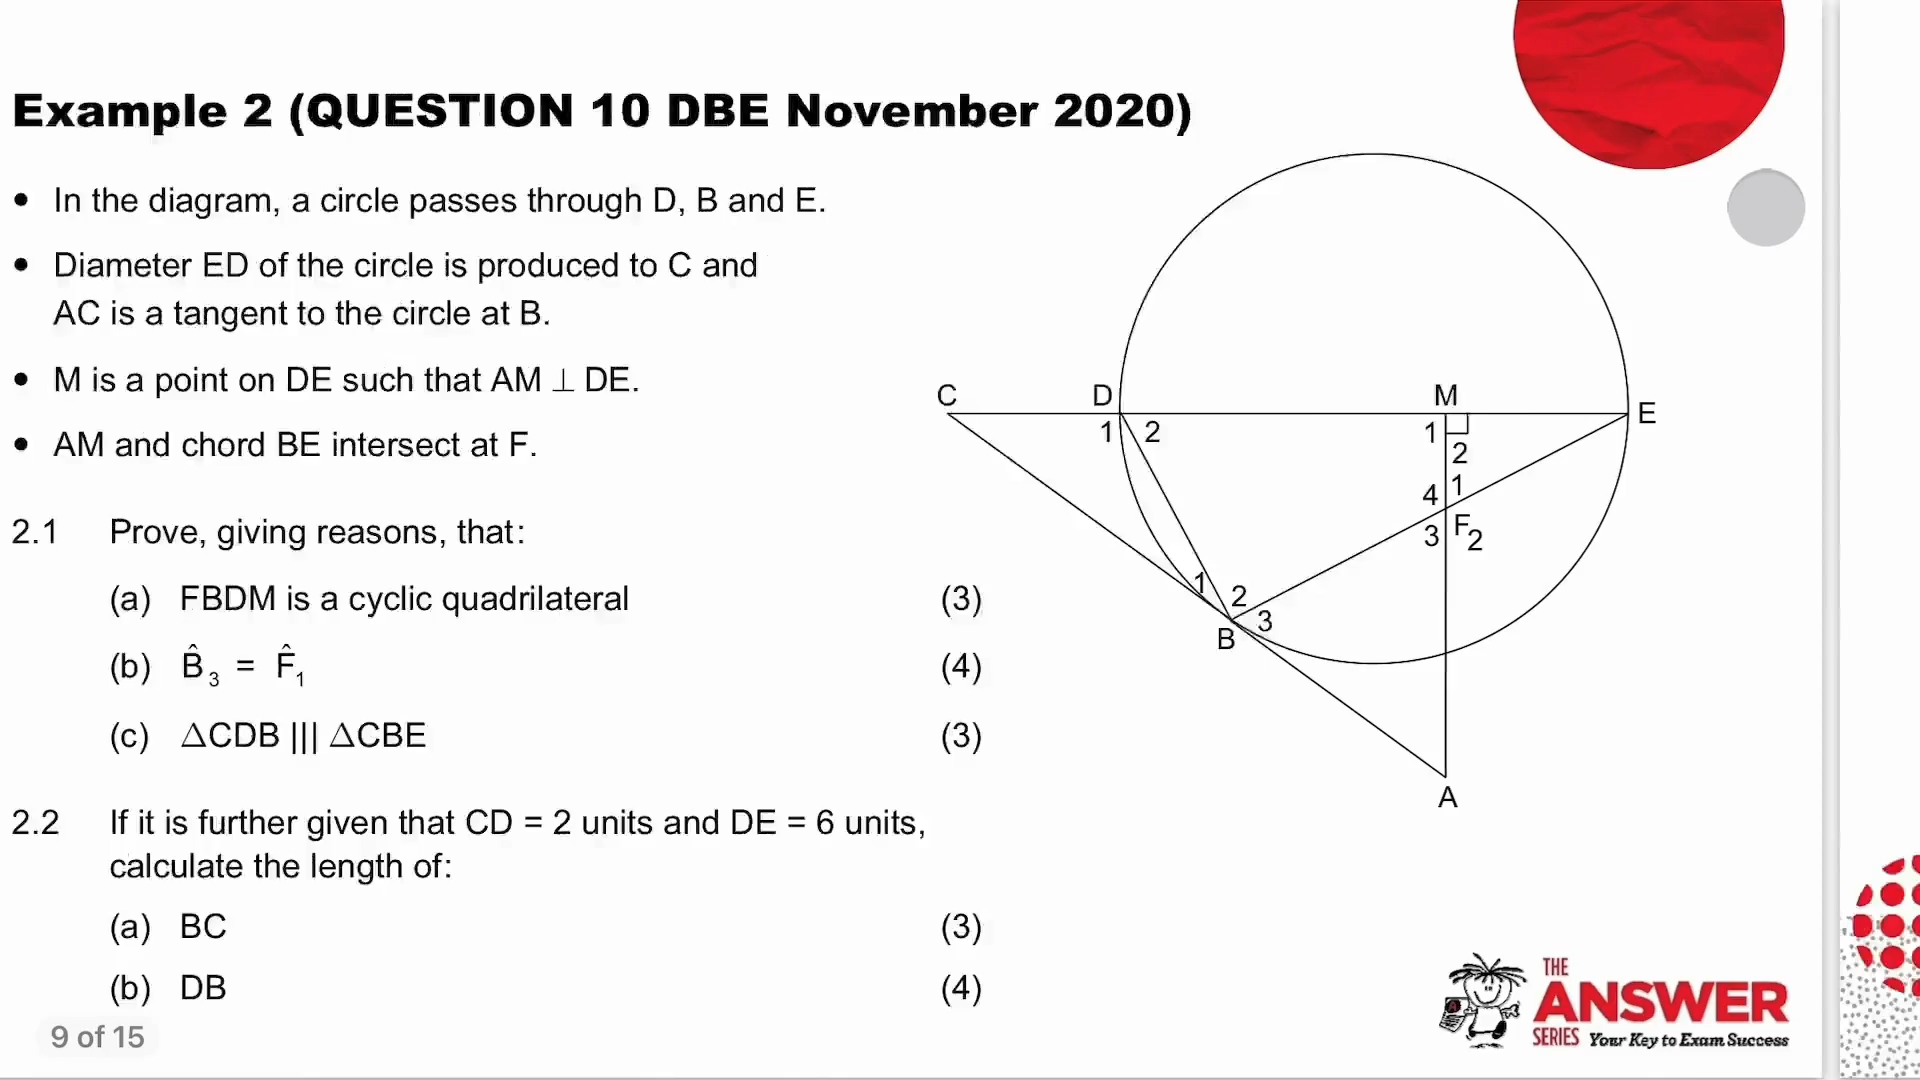 Example 2 (QUESTION 10 DBE November 2020)
• In the diagram, a circle passes through D, B and E.
• Diameter ED of the circle is produced to C and
AC is a tangent to the circle at B.
• M is a point on DE such that AM ⊥ DE.
• AM and chord BE intersect at F.
2.1 Prove, giving reasons, that:
(a) FBDM is a cyclic quadrilateral (3)
(b) B̂₃ = F̂₁ (4)
(c) ΔCDB ||| ΔCBE (3)
2.2 If it is further given that CD = 2 units and DE = 6 units,
calculate the length of:
(a) BC (3)
(b) DB (4)
9 of 15
C D M E
1 2 1
2
4 1
3 F 2
1 2
3
B
A
THE
ANSWER
SERIES Your Key to Exam Success